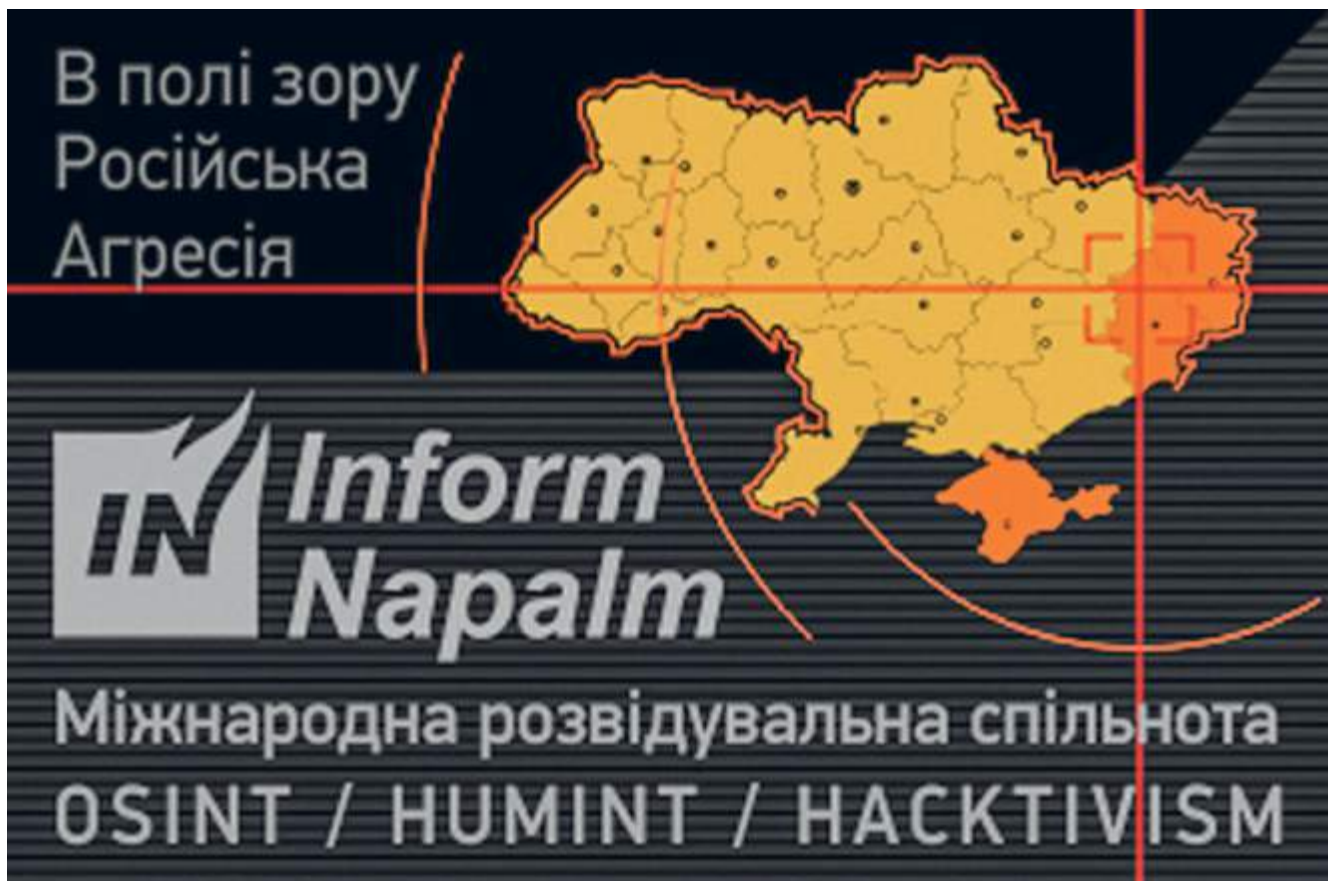 В полі зору
Російська
Агресія
IN
Inform
Napalm
Міжнародна розвідувальна спільнота
OSINT / HUMINT / HACKTIVISM